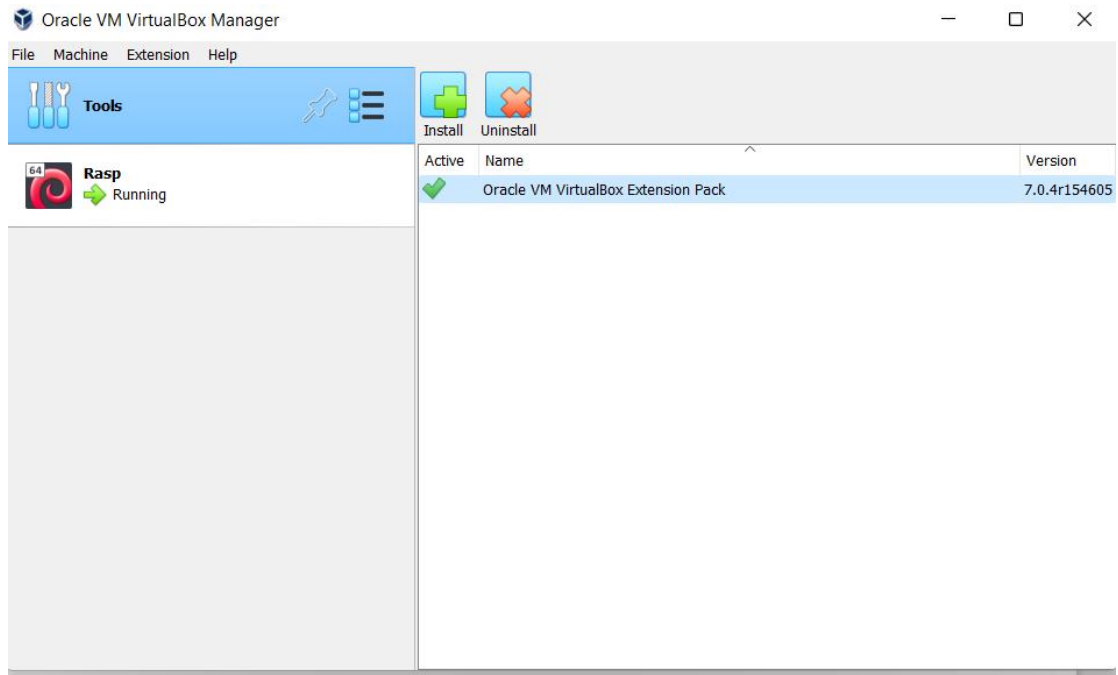 Oracle VM VirtualBox Manager
File Machine Extension Help
Tools
Install Uninstall
Active Name Version
64
Rasp
Running
Oracle VM VirtualBox Extension Pack 7.0.4r154605